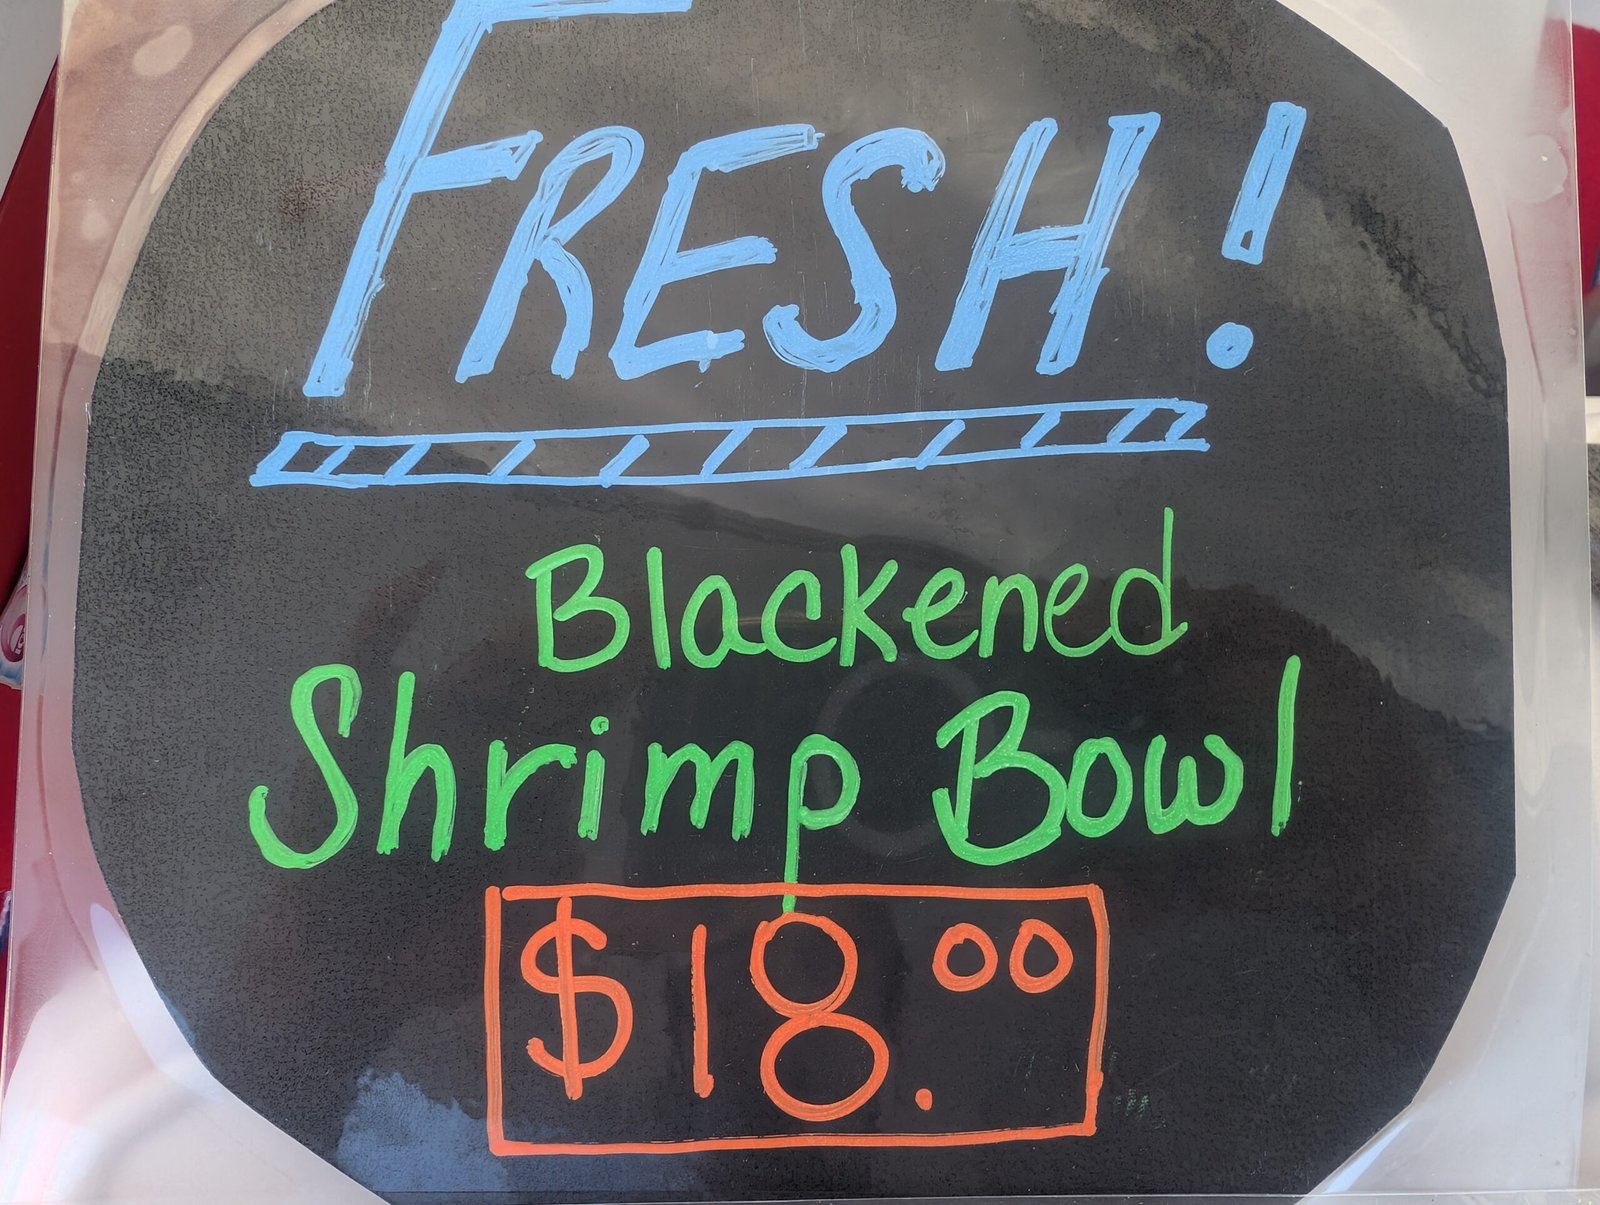 FRESH!
Blackened
Shrimp Bowl
$18.00